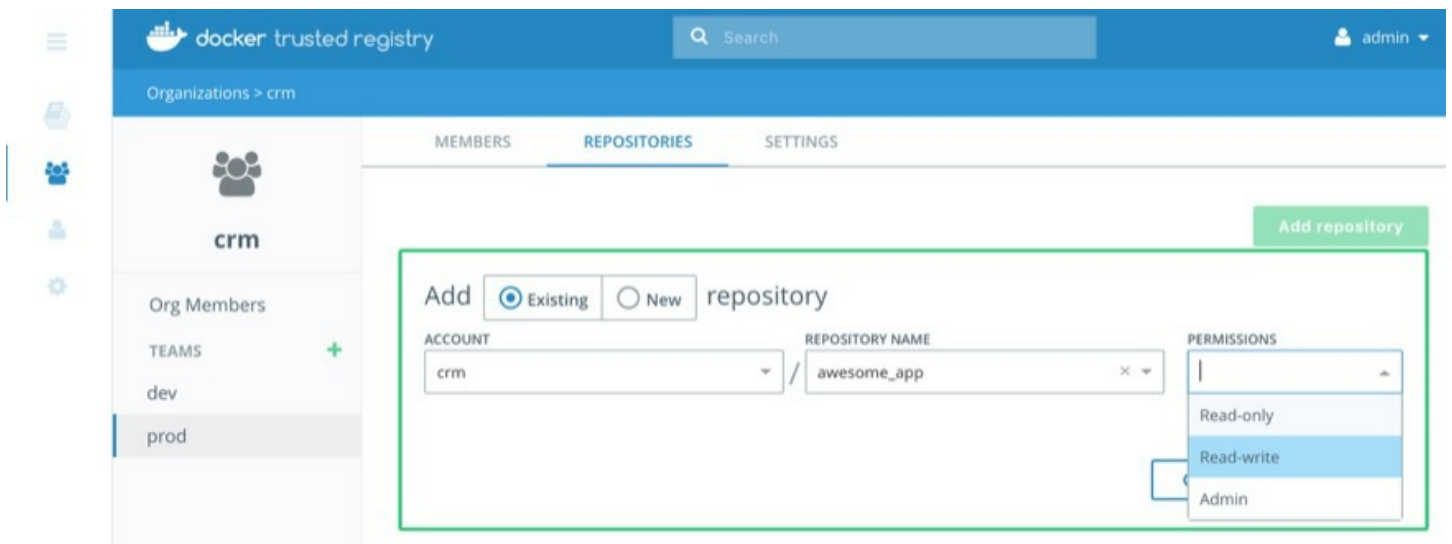 docker trusted registry
Search
admin
Organizations > crm
crm
Org Members
TEAMS
dev
prod
MEMBERS REPOSITORIES SETTINGS
Add repository
Add Existing New repository
ACCOUNT REPOSITORY NAME PERMISSIONS
crm / awesome_app
Read-only
Read-write
Admin